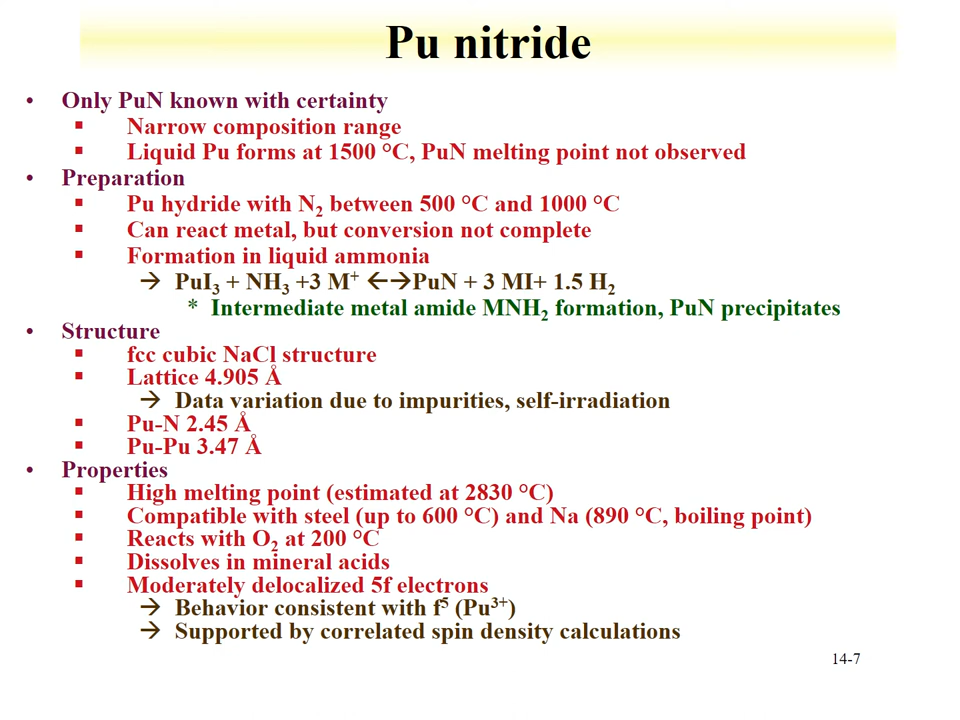 Pu nitride
• Only PuN known with certainty
▪ Narrow composition range
▪ Liquid Pu forms at 1500 °C, PuN melting point not observed
• Preparation
▪ Pu hydride with N2 between 500 °C and 1000 °C
▪ Can react metal, but conversion not complete
▪ Formation in liquid ammonia
→ PuI3 + NH3 +3 M+ ←→PuN + 3 MI+ 1.5 H2
* Intermediate metal amide MNH2 formation, PuN precipitates
• Structure
▪ fcc cubic NaCl structure
▪ Lattice 4.905 Å
→ Data variation due to impurities, self-irradiation
▪ Pu-N 2.45 Å
▪ Pu-Pu 3.47 Å
• Properties
▪ High melting point (estimated at 2830 °C)
▪ Compatible with steel (up to 600 °C) and Na (890 °C, boiling point)
▪ Reacts with O2 at 200 °C
▪ Dissolves in mineral acids
▪ Moderately delocalized 5f electrons
→ Behavior consistent with f5 (Pu3+)
→ Supported by correlated spin density calculations
14-7